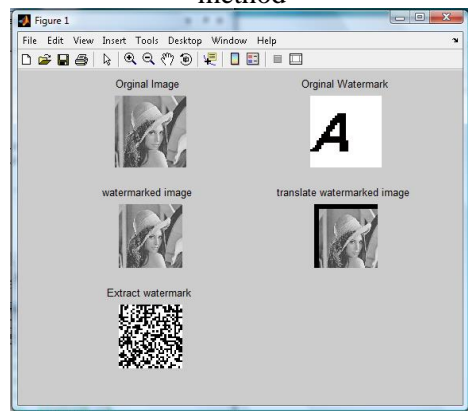 method
Figure 1
File Edit View Insert Tools Desktop Window Help
Orginal Image
Orginal Watermark
A
watermarked image
translate watermarked image
Extract watermark